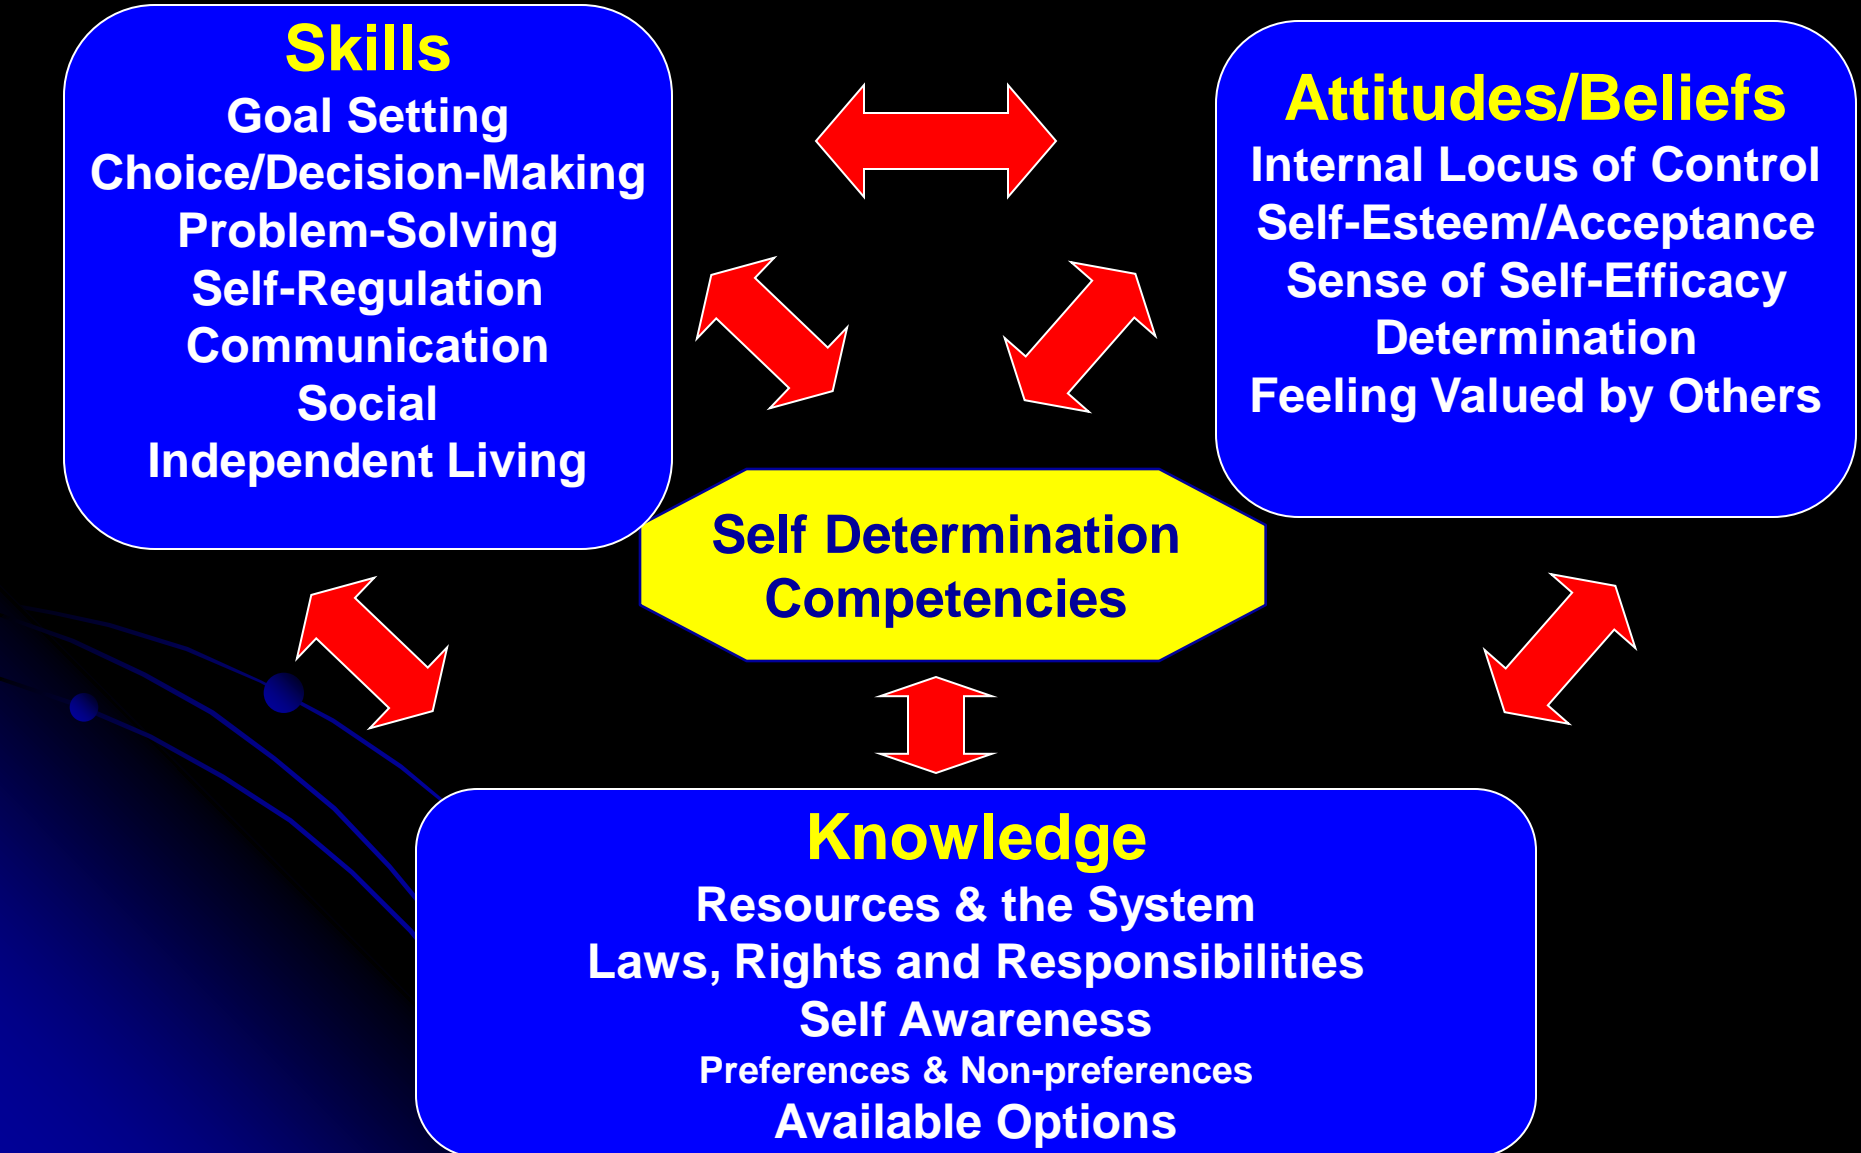 Skills
Goal Setting
Choice/Decision-Making
Problem-Solving
Self-Regulation
Communication
Social
Independent Living
Attitudes/Beliefs
Internal Locus of Control
Self-Esteem/Acceptance
Sense of Self-Efficacy
Determination
Feeling Valued by Others
Self Determination
Competencies
Knowledge
Resources & the System
Laws, Rights and Responsibilities
Self Awareness
Preferences & Non-preferences
Available Options